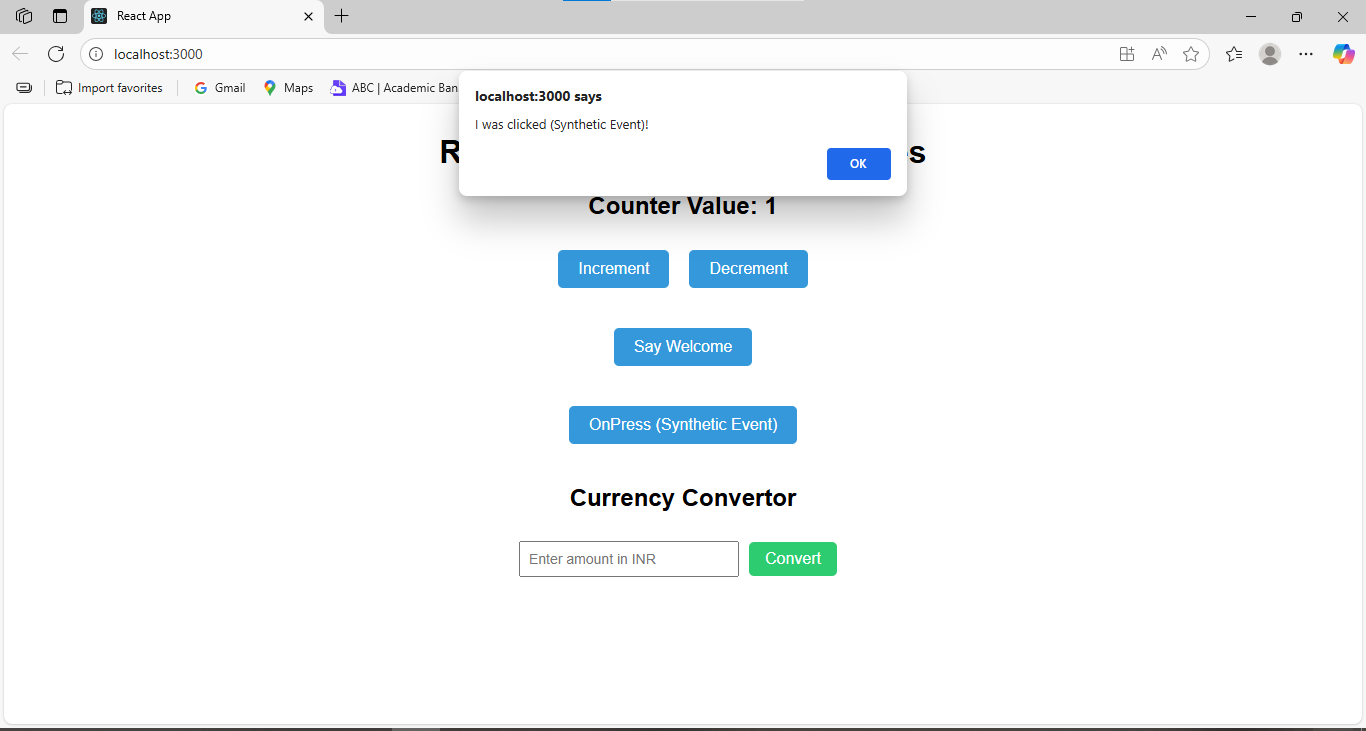 React App
localhost:3000
Import favorites
Gmail
Maps
ABC | Academic Ban
localhost:3000 says
I was clicked (Synthetic Event)!
OK
Counter Value: 1
Increment
Decrement
Say Welcome
OnPress (Synthetic Event)
Currency Convertor
Enter amount in INR
Convert